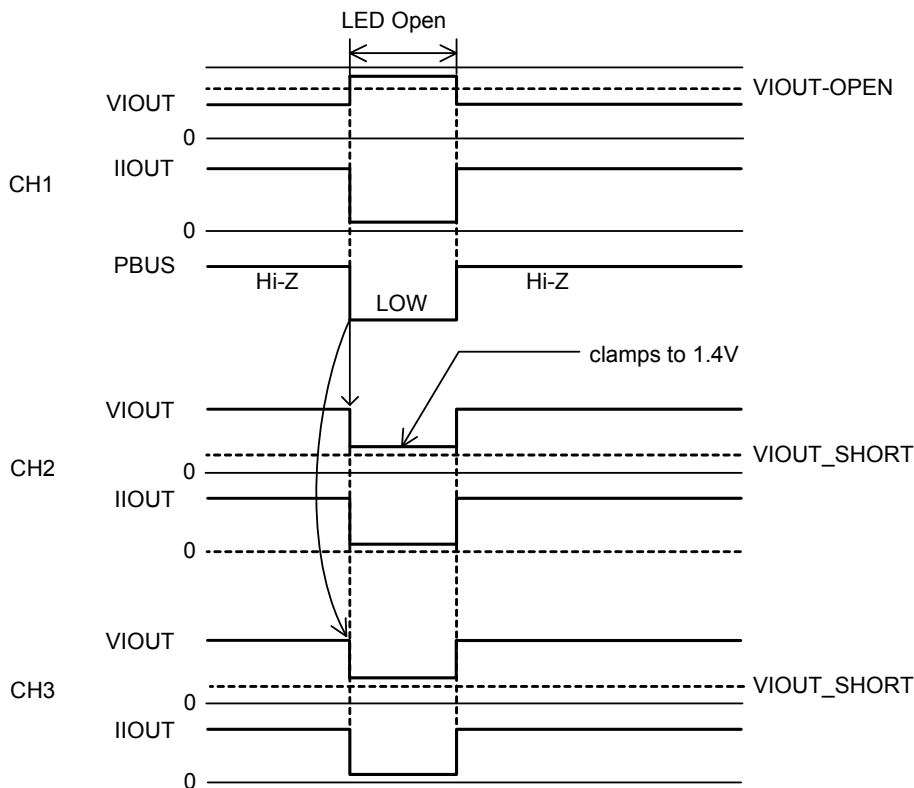 LED Open
VIOUT-OPEN
VIOUT
0
CH1
IIOUT
0
PBUS
Hi-Z
LOW
Hi-Z
clamps to 1.4V
VIOUT
CH2
0
VIOUT_SHORT
IIOUT
0
VIOUT
CH3
0
VIOUT_SHORT
IIOUT
0